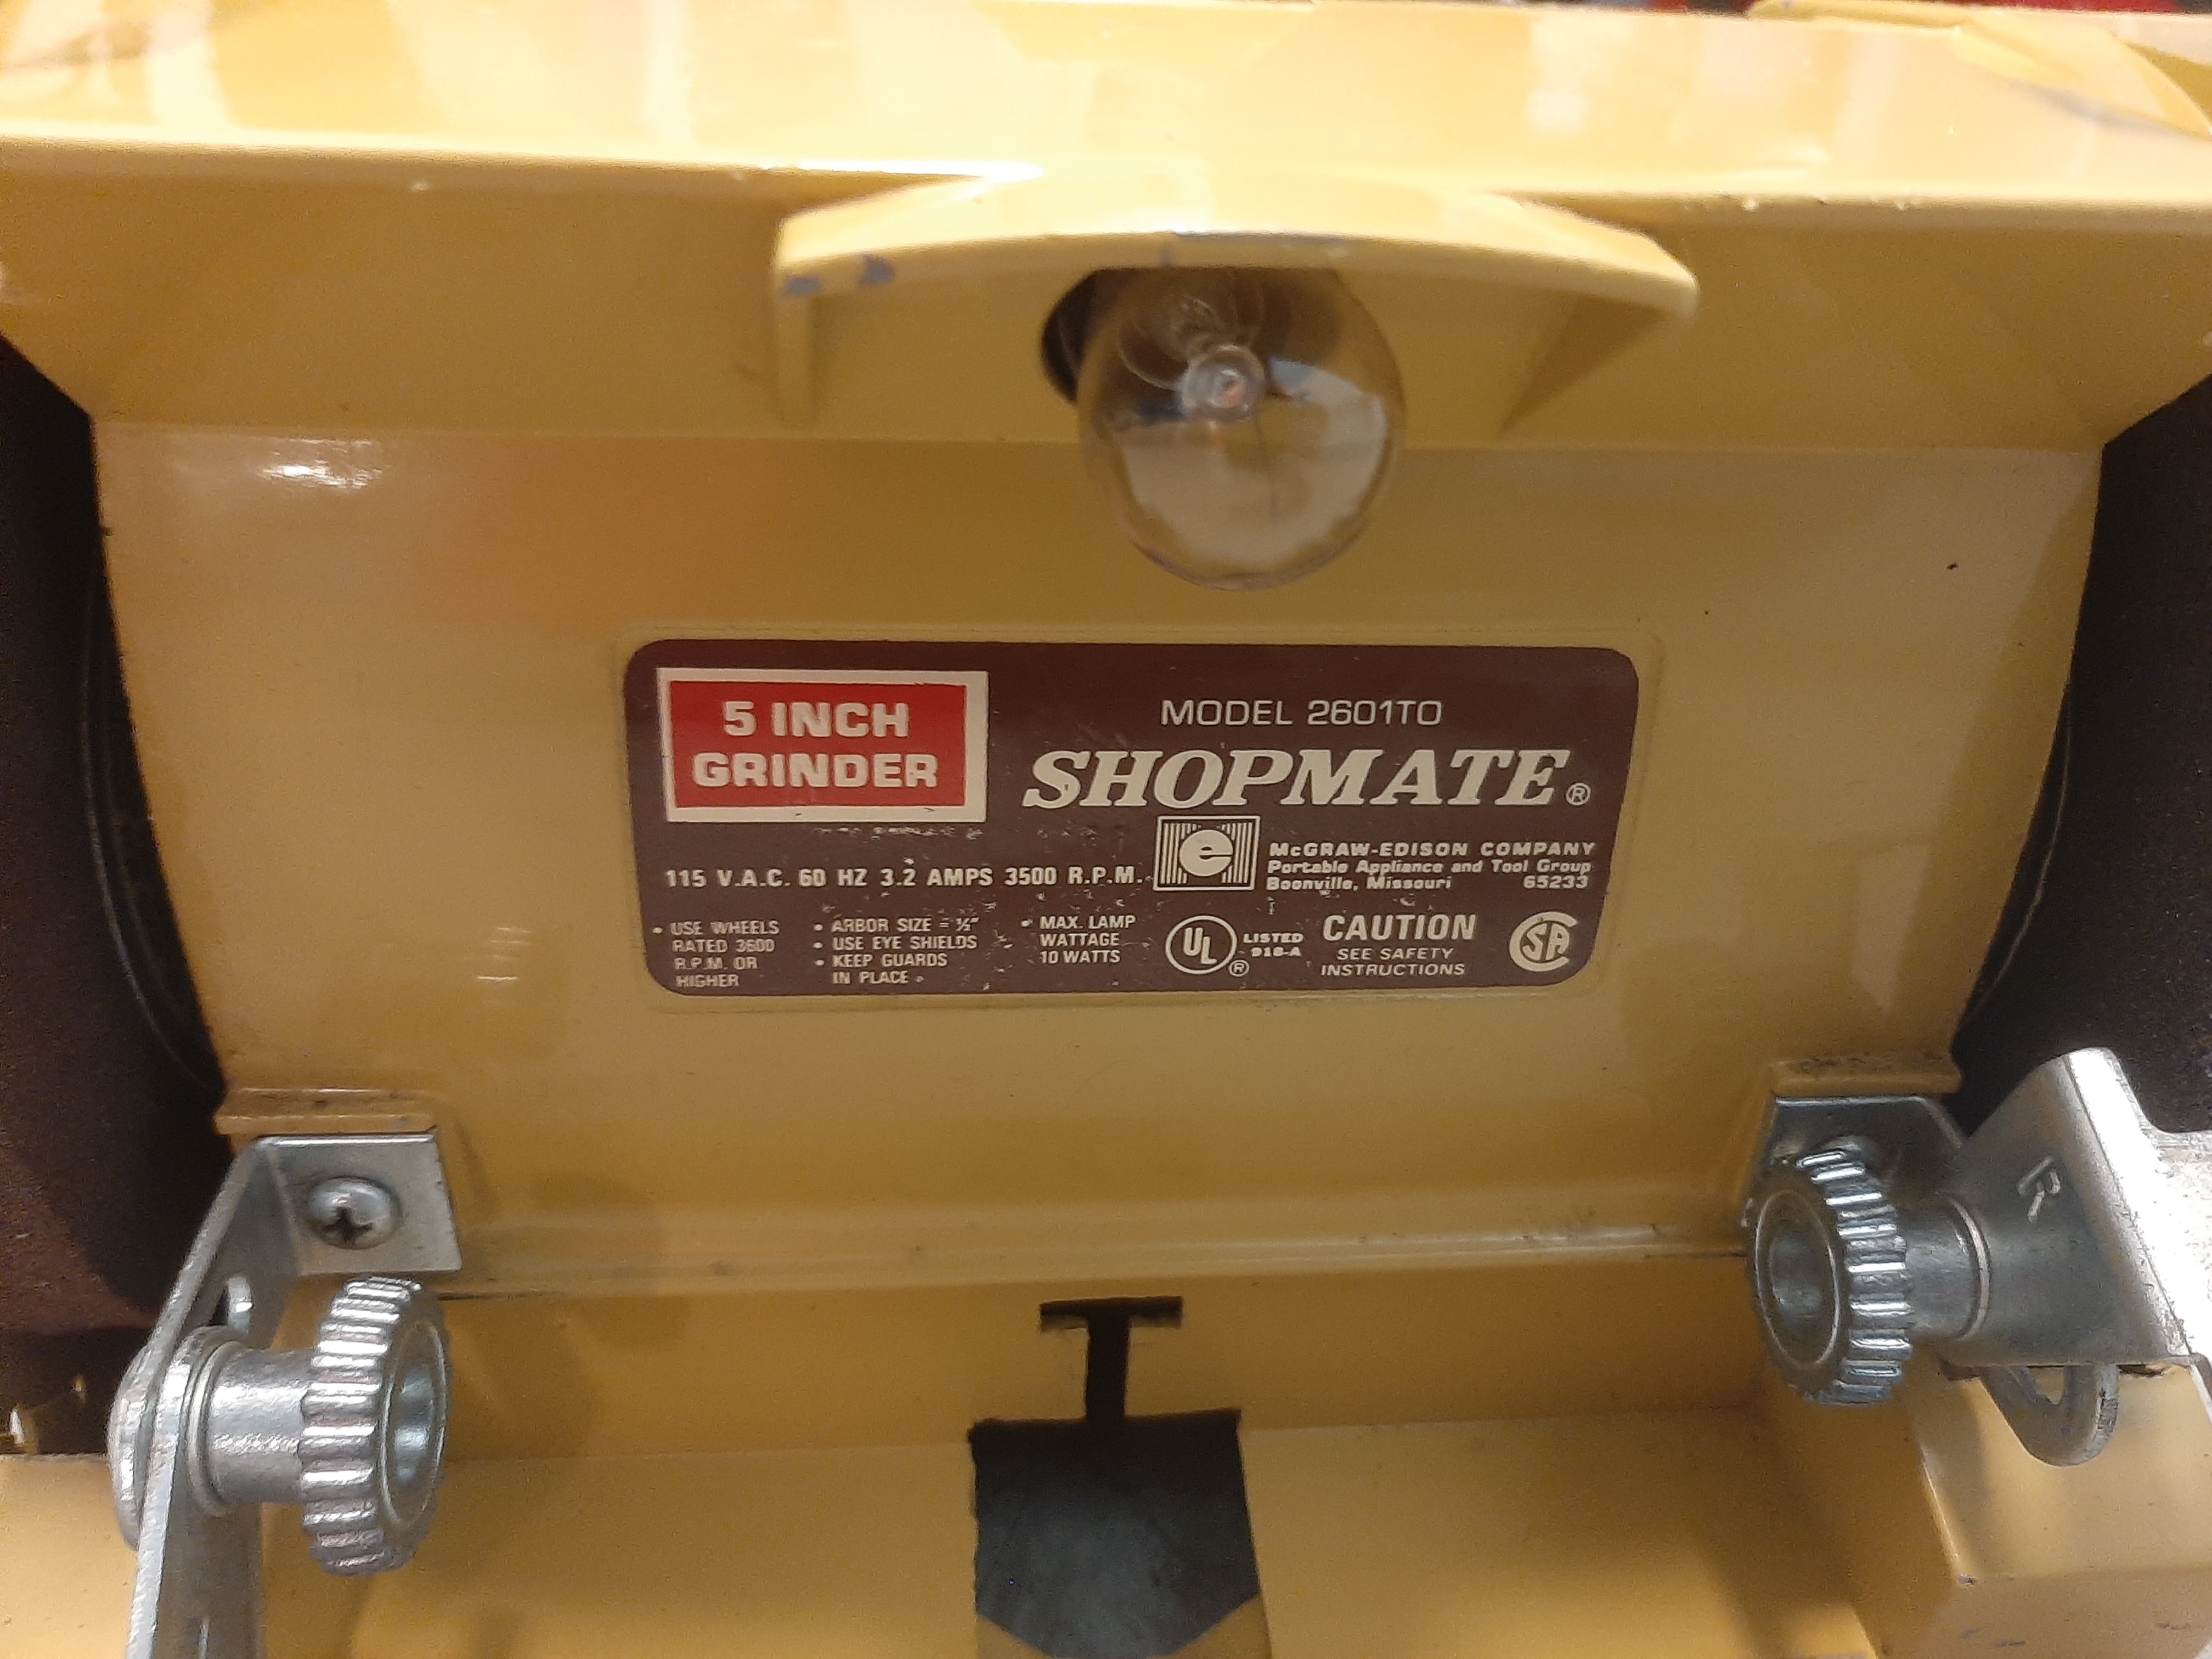 5 INCH
GRINDER
MODEL 2601TO
SHOPMATE®
e
McGRAW-EDISON COMPANY
Portable Appliance and Tool Group
Boonville, Missouri 65233
115 V.A.C. 60 HZ 3.2 AMPS 3500 R.P.M.
• USE WHEELS
RATED 3600
R.P.M. OR
HIGHER
• ARBOR SIZE = ½"
• USE EYE SHIELDS
• KEEP GUARDS
IN PLACE
• MAX. LAMP
WATTAGE
10 WATTS
UL®
LISTED
918-A
CAUTION
SEE SAFETY
INSTRUCTIONS
SA
R